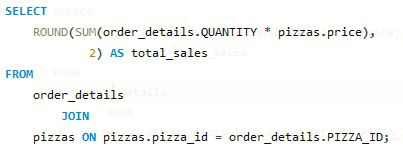 SELECT
ROUND(SUM(order_details.QUANTITY * pizzas.price),
2) AS total_sales
FROM
order_details
JOIN
pizzas ON pizzas.pizza_id = order_details.PIZZA_ID;